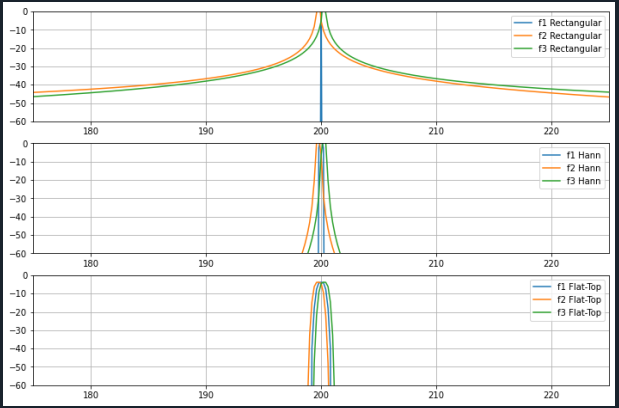 0
−10
−20
−30
−40
−50
−60
f1 Rectangular
f2 Rectangular
f3 Rectangular
180 190 200 210 220
0
−10
−20
−30
−40
−50
−60
f1 Hann
f2 Hann
f3 Hann
180 190 200 210 220
0
−10
−20
−30
−40
−50
−60
f1 Flat-Top
f2 Flat-Top
f3 Flat-Top
180 190 200 210 220